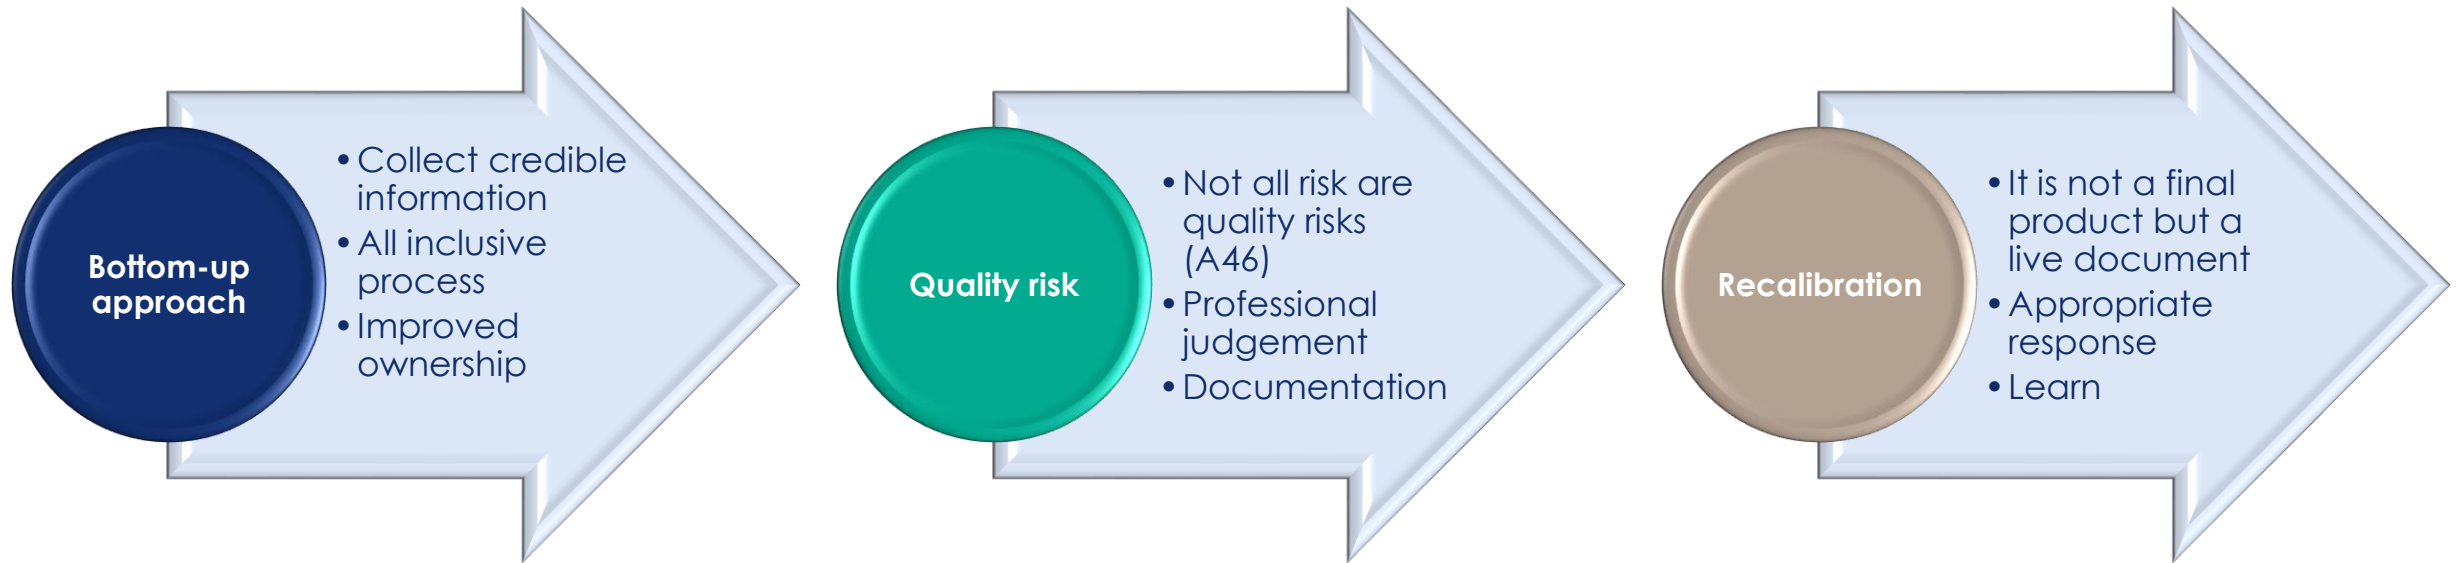 Bottom-up
approach
• Collect credible
information
• All inclusive
process
• Improved
ownership
Quality risk
• Not all risk are
quality risks
(A46)
• Professional
judgement
• Documentation
Recalibration
• It is not a final
product but a
live document
• Appropriate
response
• Learn